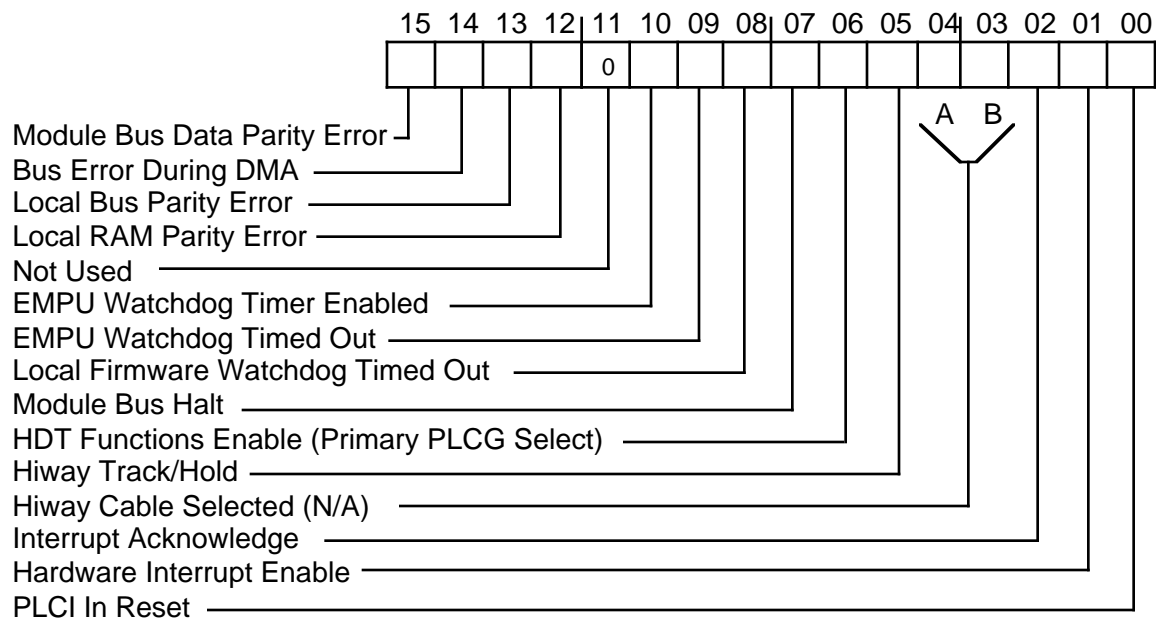 15 14 13 12 11 10 09 08 07 06 05 04 03 02 01 00
0
A B
Module Bus Data Parity Error
Bus Error During DMA
Local Bus Parity Error
Local RAM Parity Error
Not Used
EMPU Watchdog Timer Enabled
EMPU Watchdog Timed Out
Local Firmware Watchdog Timed Out
Module Bus Halt
HDT Functions Enable (Primary PLCG Select)
Hiway Track/Hold
Hiway Cable Selected (N/A)
Interrupt Acknowledge
Hardware Interrupt Enable
PLCI In Reset